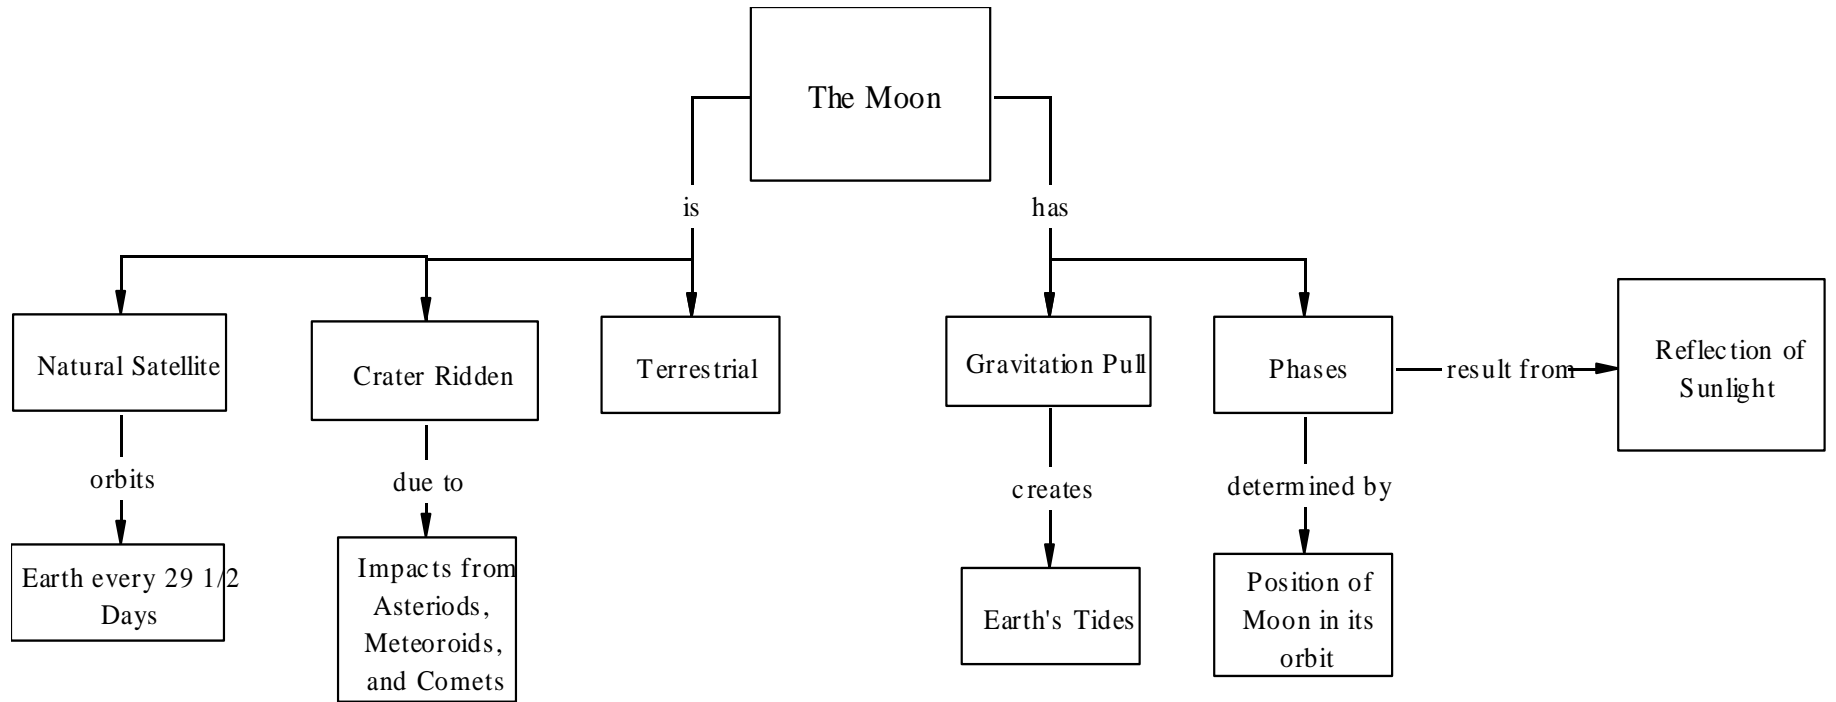 The Moon
is
has
Natural Satellite
Crater Ridden
Terrestrial
Gravitation Pull
Phases
result from
Reflection of
Sunlight
orbits
due to
creates
determined by
Earth every 29 1/2
Days
Impacts from
Asteriods,
Meteoroids,
and Comets
Earth's Tides
Position of
Moon in its
orbit